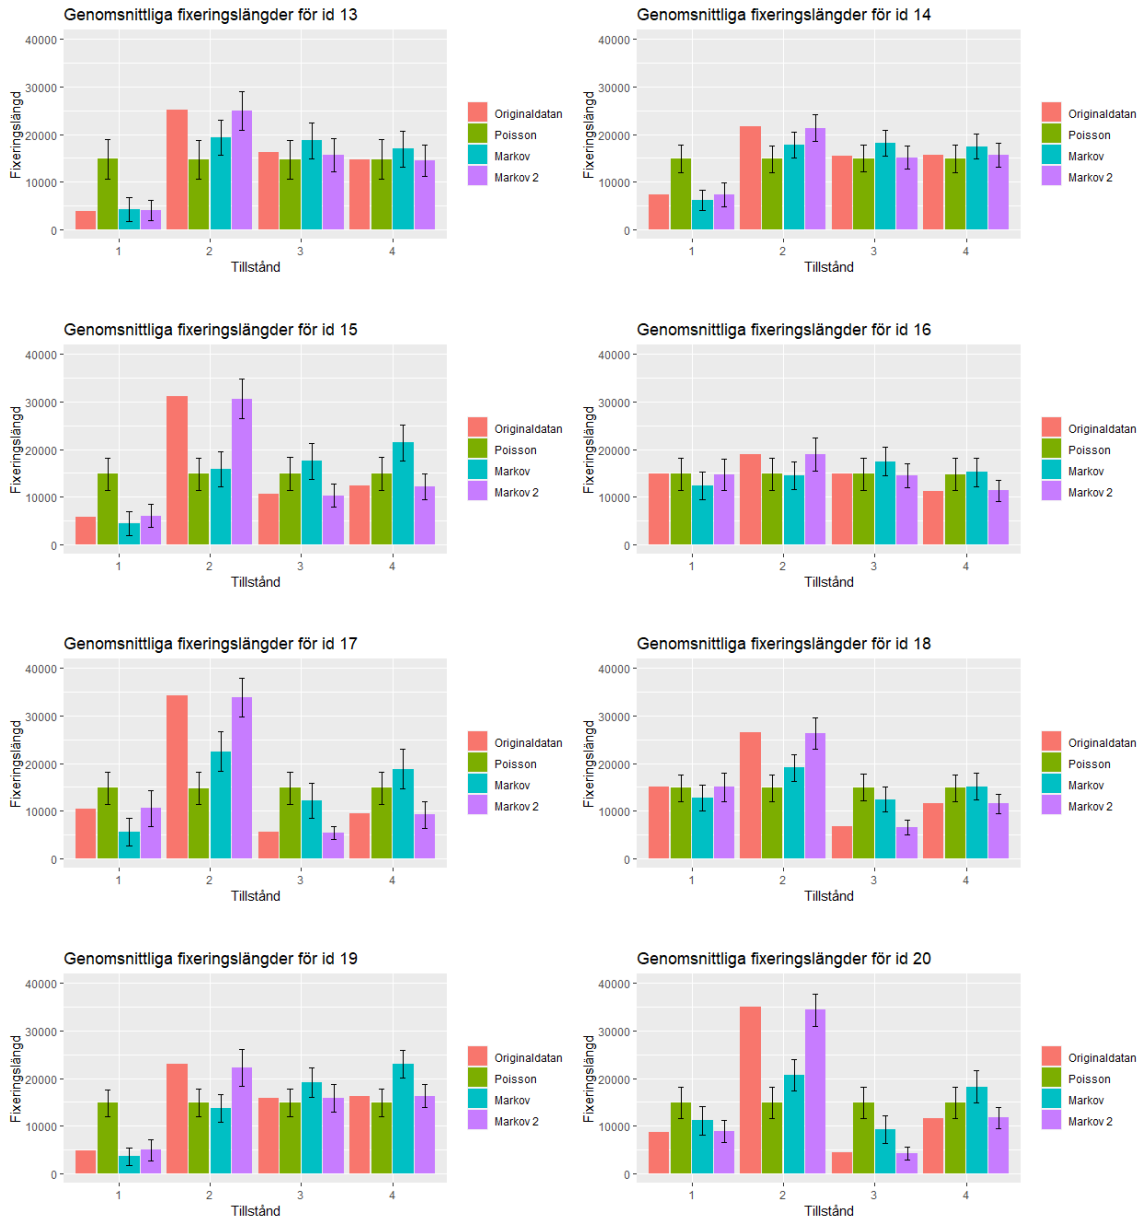 Genomsnittliga fixeringslängder för id 13
Fixeringslängd
40000
30000
20000
10000
0
1 2 3 4
Tillstånd
Originaldatan
Poisson
Markov
Markov 2
Genomsnittliga fixeringslängder för id 14
Fixeringslängd
40000
30000
20000
10000
0
1 2 3 4
Tillstånd
Originaldatan
Poisson
Markov
Markov 2
Genomsnittliga fixeringslängder för id 15
Fixeringslängd
40000
30000
20000
10000
0
1 2 3 4
Tillstånd
Originaldatan
Poisson
Markov
Markov 2
Genomsnittliga fixeringslängder för id 16
Fixeringslängd
40000
30000
20000
10000
0
1 2 3 4
Tillstånd
Originaldatan
Poisson
Markov
Markov 2
Genomsnittliga fixeringslängder för id 17
Fixeringslängd
40000
30000
20000
10000
0
1 2 3 4
Tillstånd
Originaldatan
Poisson
Markov
Markov 2
Genomsnittliga fixeringslängder för id 18
Fixeringslängd
40000
30000
20000
10000
0
1 2 3 4
Tillstånd
Originaldatan
Poisson
Markov
Markov 2
Genomsnittliga fixeringslängder för id 19
Fixeringslängd
40000
30000
20000
10000
0
1 2 3 4
Tillstånd
Originaldatan
Poisson
Markov
Markov 2
Genomsnittliga fixeringslängder för id 20
Fixeringslängd
40000
30000
20000
10000
0
1 2 3 4
Tillstånd
Originaldatan
Poisson
Markov
Markov 2